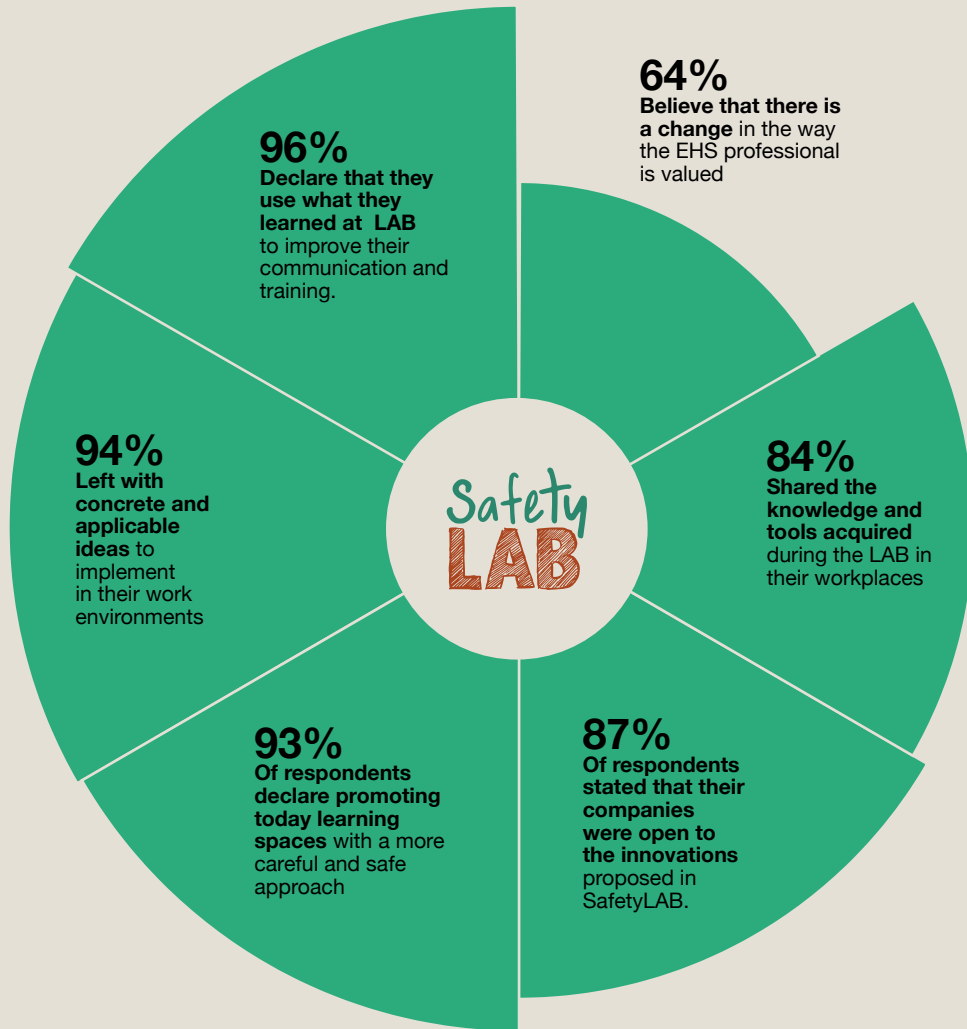 64%
Believe that there is
a change in the way
the EHS professional
is valued
84%
Shared the
knowledge and
tools acquired
during the LAB in
their workplaces
87%
Of respondents
stated that their
companies
were open to
the innovations
proposed in
SafetyLAB.
93%
Of respondents
declare promoting
today learning
spaces with a more
careful and safe
approach
94%
Left with
concrete and
applicable
ideas to
implement
in their work
environments
96%
Declare that they
use what they
learned at LAB
to improve their
communication and
training.
Safety
LAB